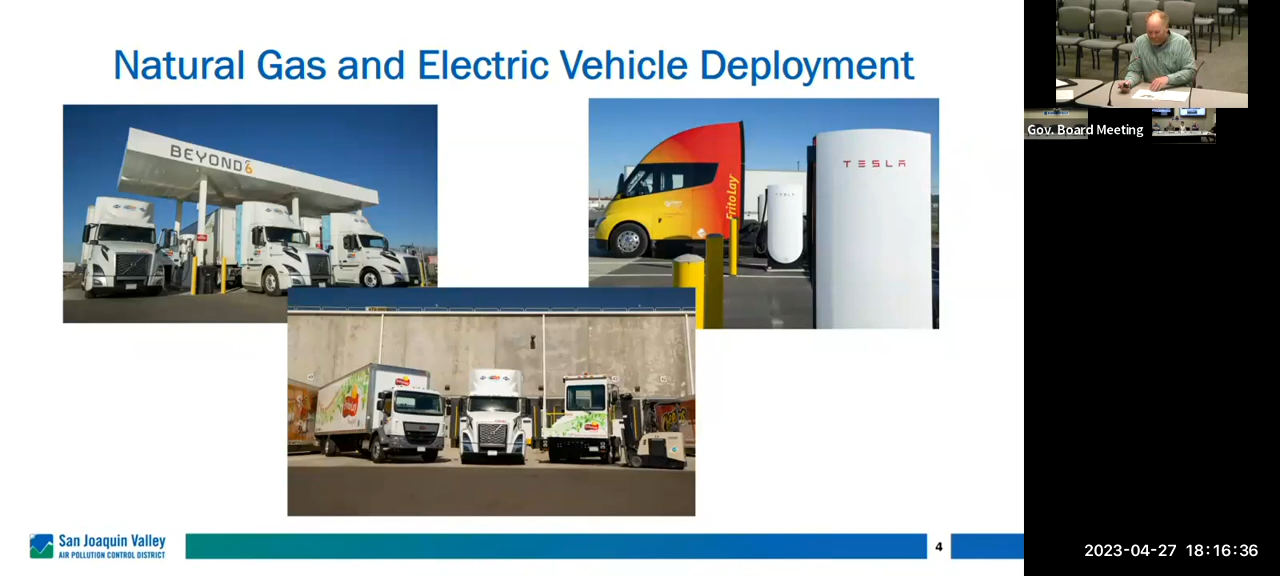 Natural Gas and Electric Vehicle Deployment
BEYOND6
TESLA
FritoLay
San Joaquin Valley
AIR POLLUTION CONTROL DISTRICT
4
Gov. Board Meeting
2023-04-27 18:16:36